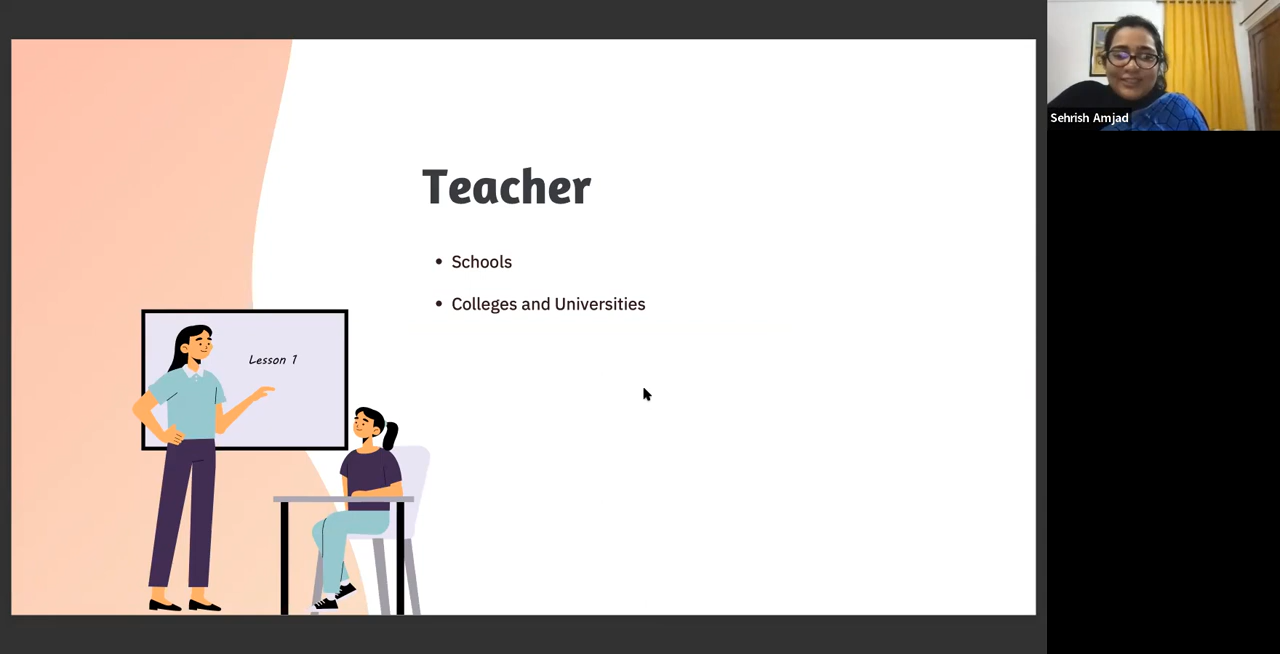 Teacher
Schools
Colleges and Universities
Lesson 1
Sehrish Amjad